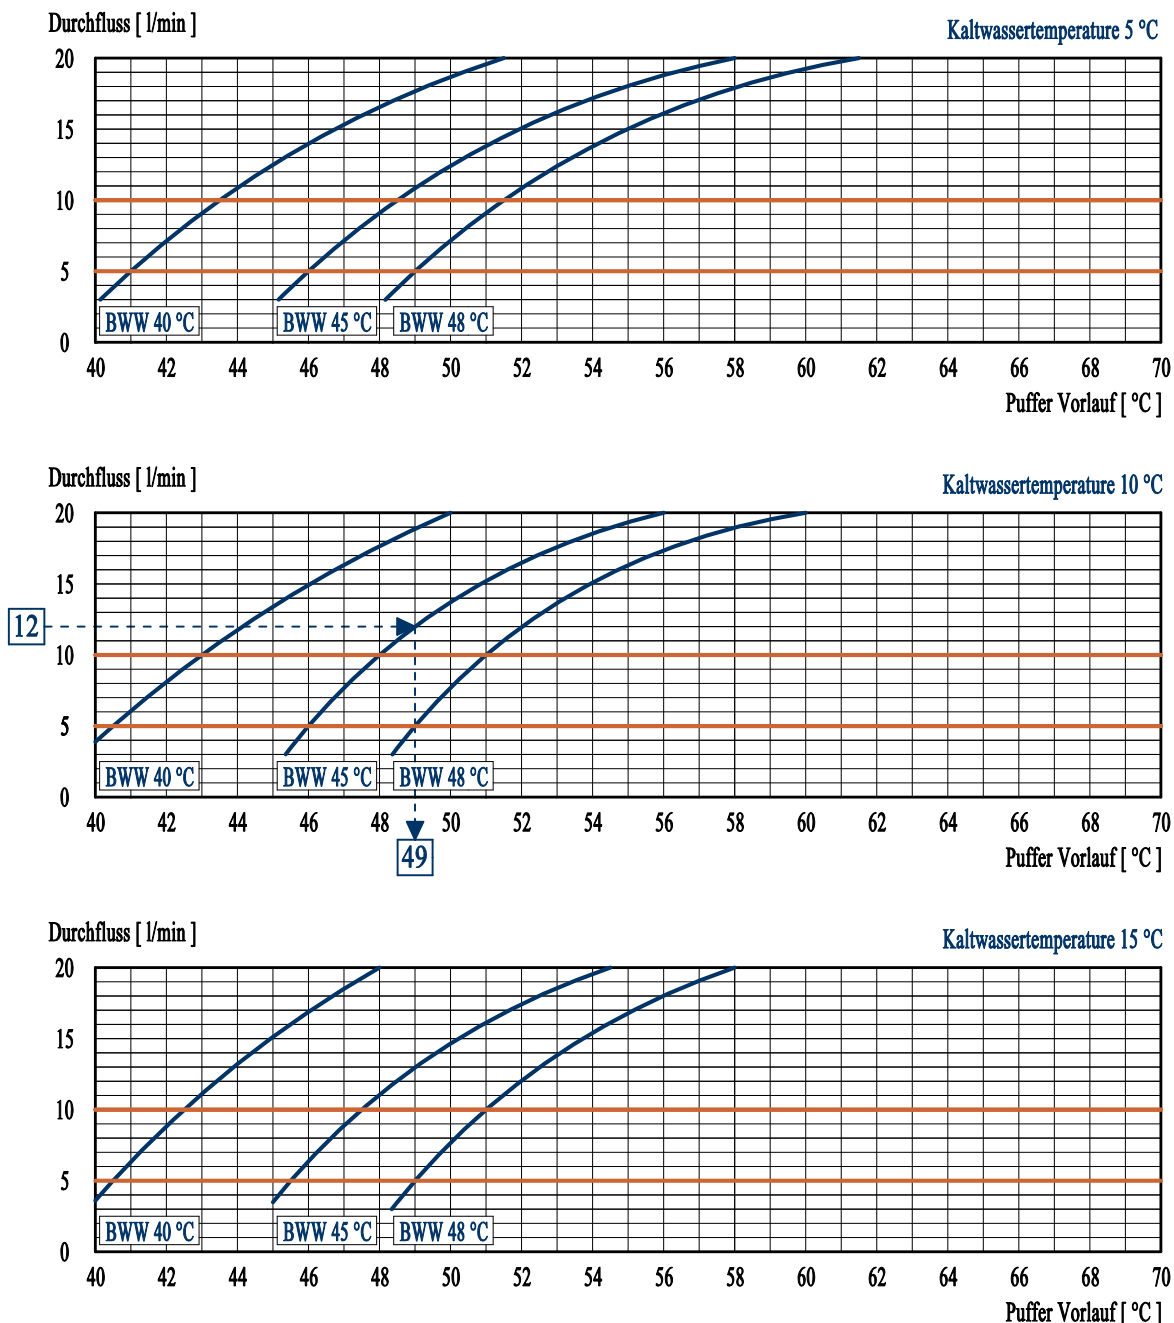 Durchfluss [ l/min ]
Kaltwassertemperature 5 °C
20
15
10
5
0
BWW 40 °C
BWW 45 °C
BWW 48 °C
40 42 44 46 48 50 52 54 56 58 60 62 64 66 68 70
Puffer Vorlauf [ °C ]
Durchfluss [ l/min ]
Kaltwassertemperature 10 °C
20
15
12
10
5
0
BWW 40 °C
BWW 45 °C
BWW 48 °C
40 42 44 46 48 50 52 54 56 58 60 62 64 66 68 70
49
Puffer Vorlauf [ °C ]
Durchfluss [ l/min ]
Kaltwassertemperature 15 °C
20
15
10
5
0
BWW 40 °C
BWW 45 °C
BWW 48 °C
40 42 44 46 48 50 52 54 56 58 60 62 64 66 68 70
Puffer Vorlauf [ °C ]